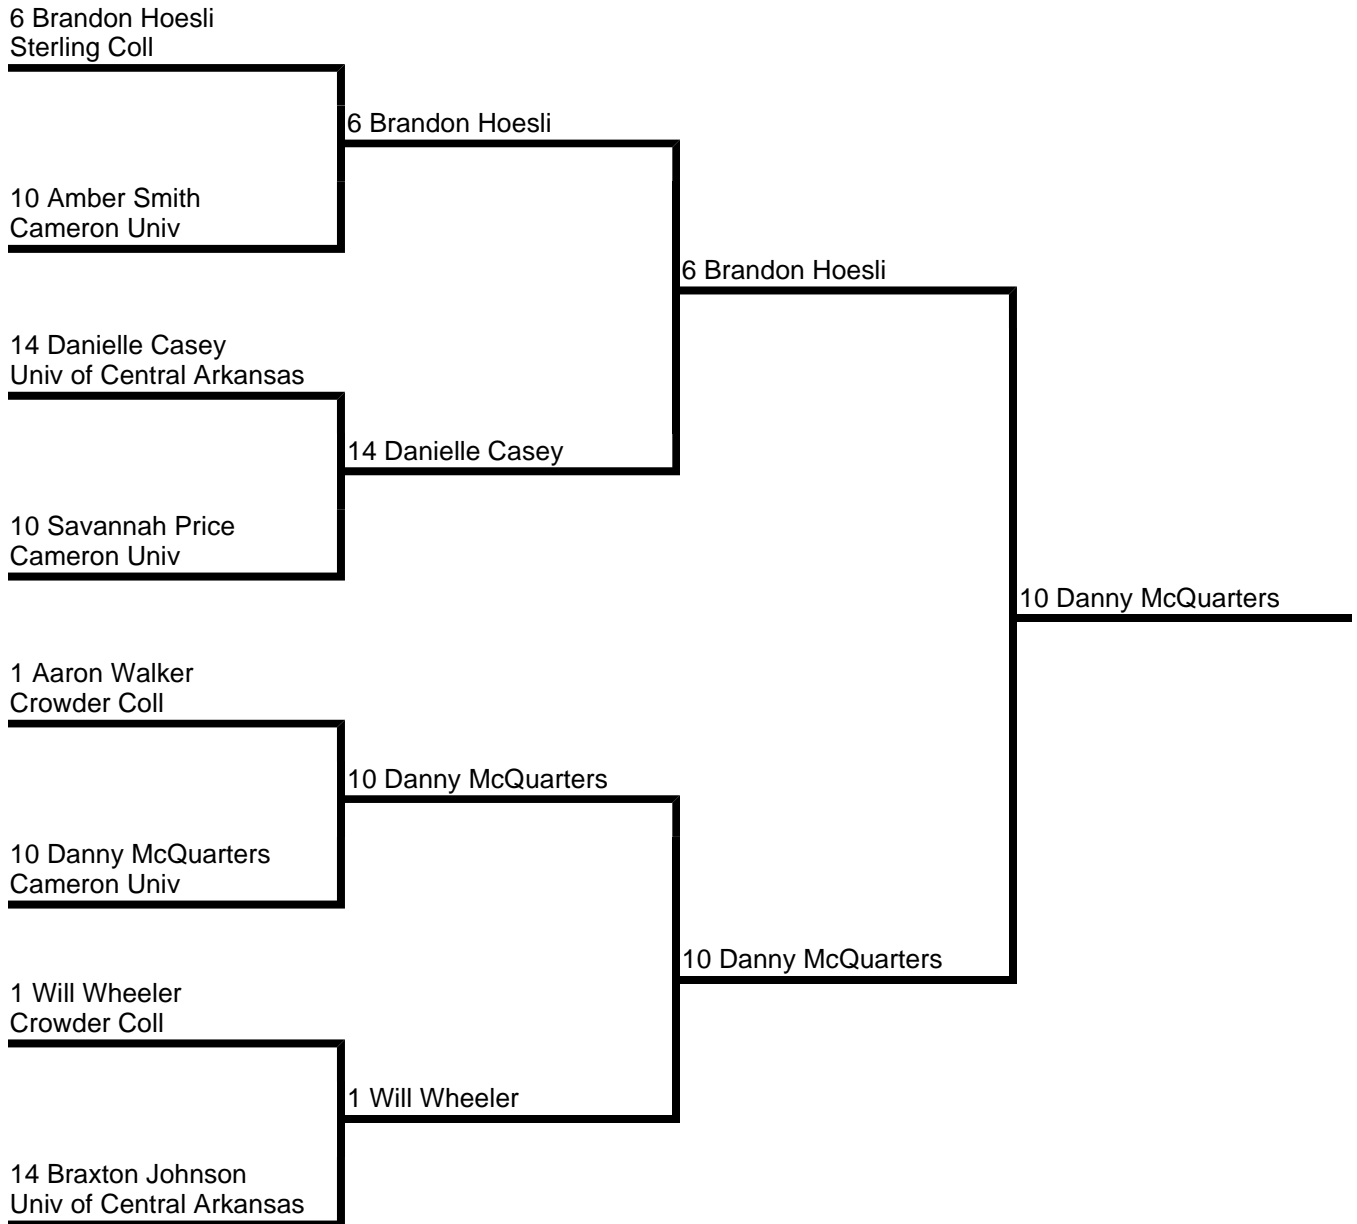 6 Brandon Hoesli
Sterling Coll
10 Amber Smith
Cameron Univ
14 Danielle Casey
Univ of Central Arkansas
10 Savannah Price
Cameron Univ
1 Aaron Walker
Crowder Coll
10 Danny McQuarters
Cameron Univ
1 Will Wheeler
Crowder Coll
14 Braxton Johnson
Univ of Central Arkansas
6 Brandon Hoesli
14 Danielle Casey
10 Danny McQuarters
1 Will Wheeler
6 Brandon Hoesli
10 Danny McQuarters
10 Danny McQuarters